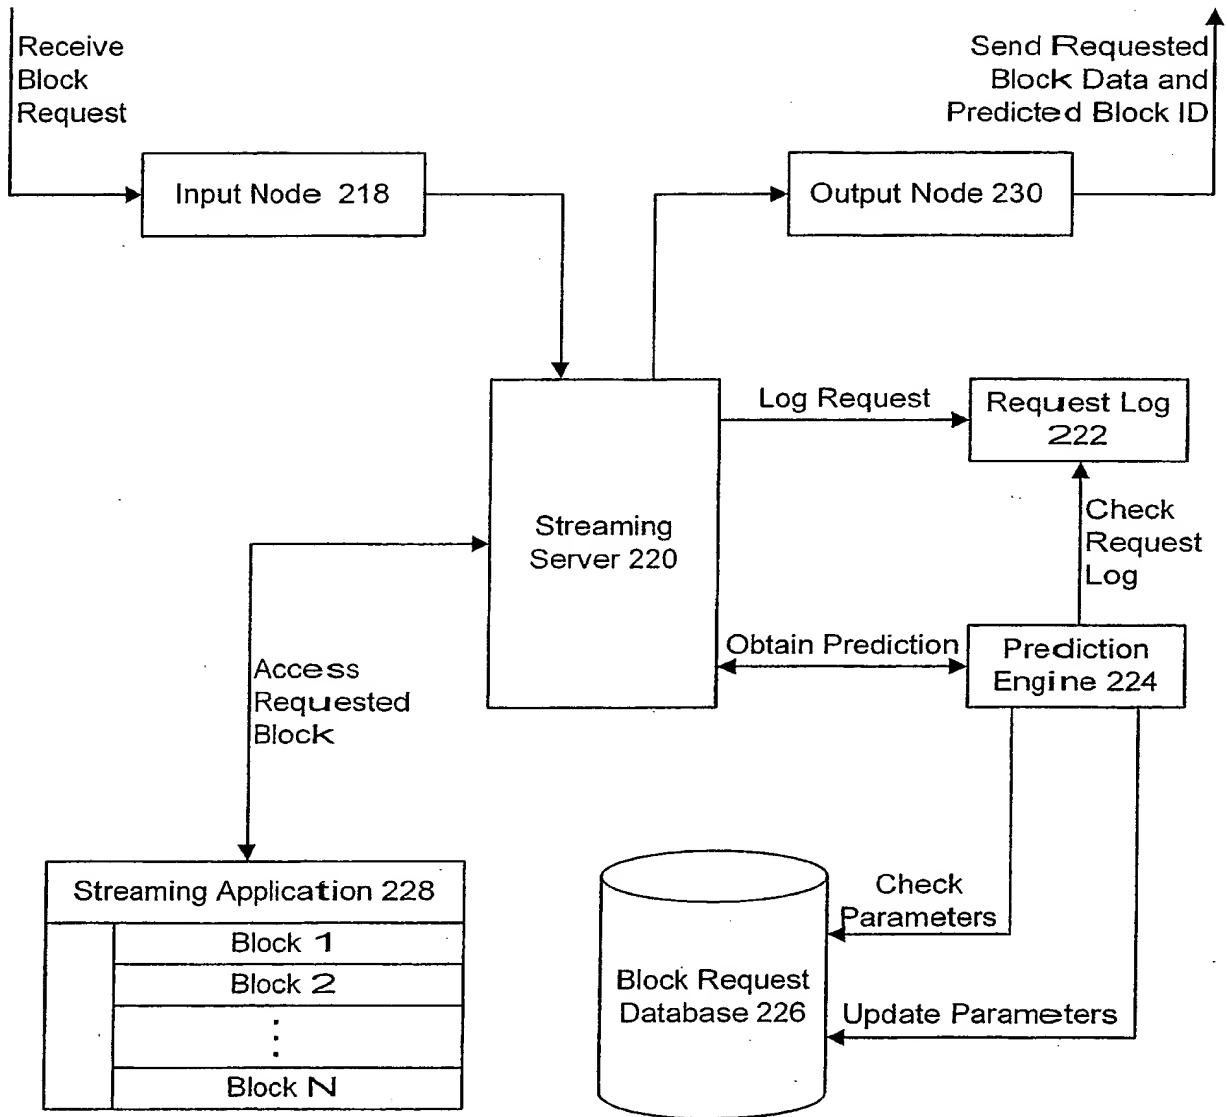 Receive
Block
Request
Send Requested
Block Data and
Predicted Block ID
Input Node 218
Output Node 230
Log Request
Request Log
222
Streaming
Server 220
Check
Request
Log
Obtain Prediction
Prediction
Engine 224
Access
Requested
Block
Streaming Application 228
Block 1
Block 2
⋮
Block N
Check
Parameters
Block Request
Database 226
Update Parameters